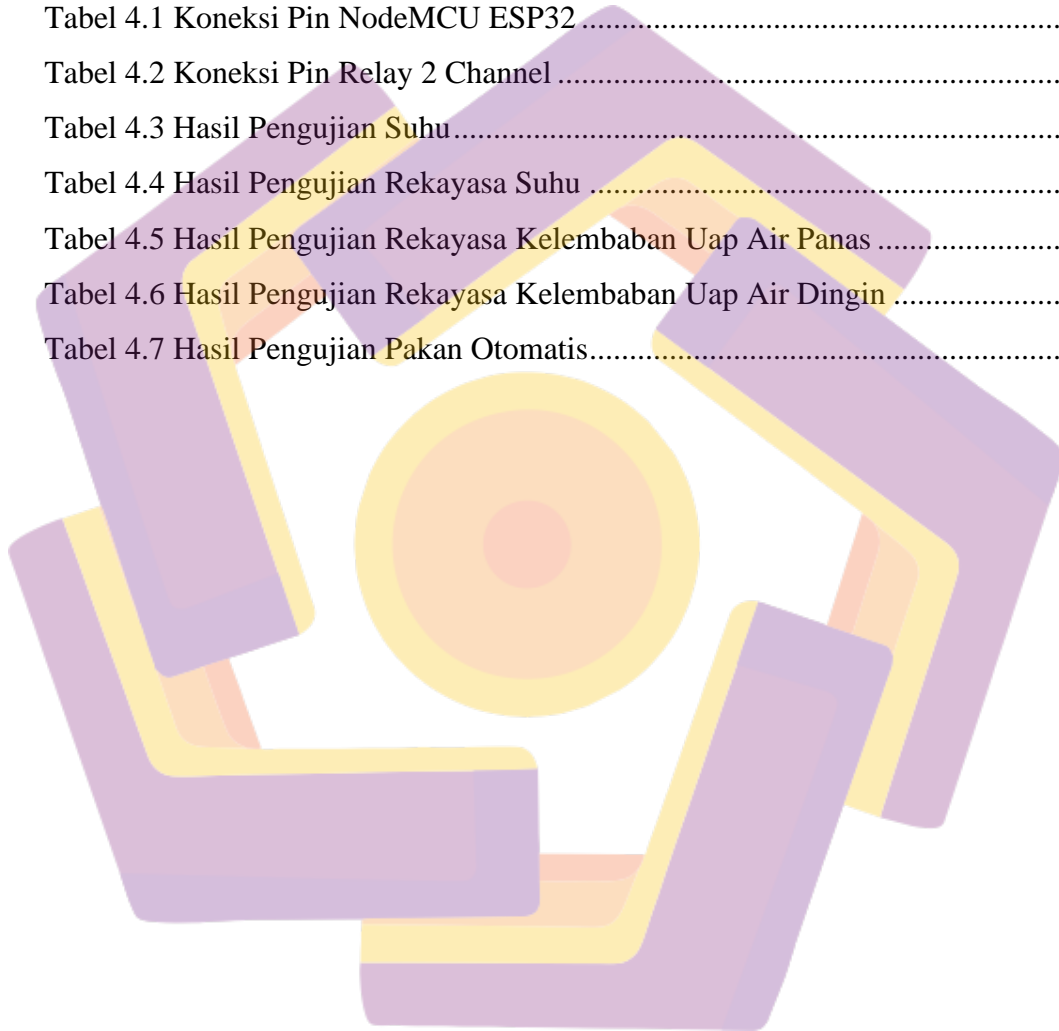 Tabel 4.1 Koneksi Pin NodeMCU ESP32 ........................................................
Tabel 4.2 Koneksi Pin Relay 2 Channel ...........................................................
Tabel 4.3 Hasil Pengujian Suhu.......................................................................
Tabel 4.4 Hasil Pengujian Rekayasa Suhu .......................................................
Tabel 4.5 Hasil Pengujian Rekayasa Kelembaban Uap Air Panas .....................
Tabel 4.6 Hasil Pengujian Rekayasa Kelembaban Uap Air Dingin ...................
Tabel 4.7 Hasil Pengujian Pakan Otomatis.......................................................